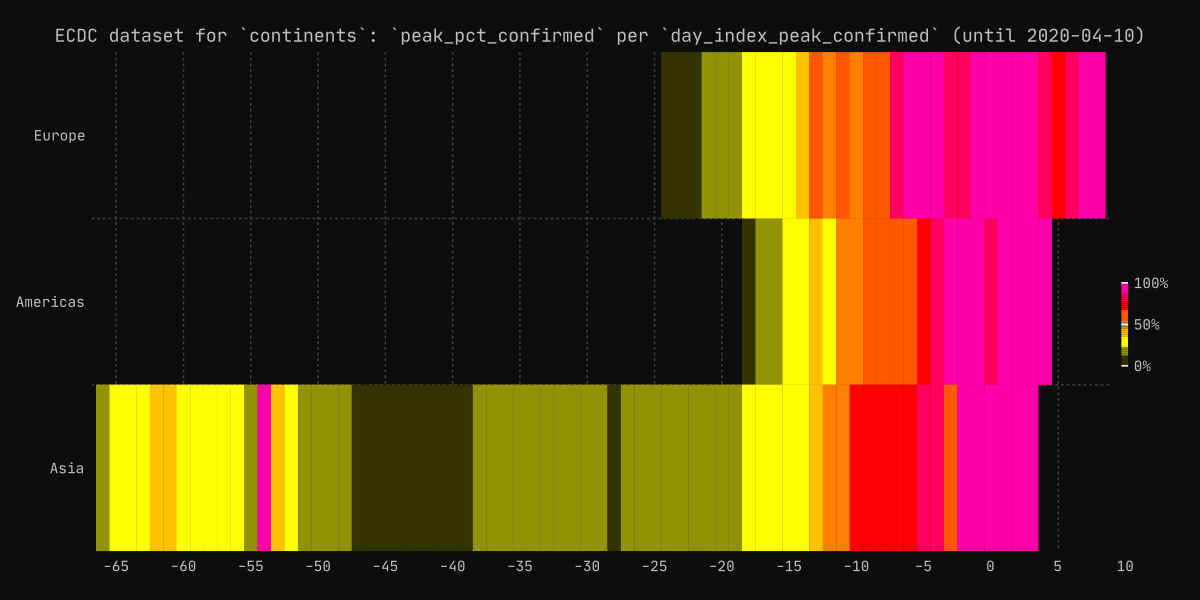 ECDC dataset for `continents`: `peak_pct_confirmed` per `day_index_peak_confirmed` (until 2020-04-10)
Europe
Americas
Asia
100%
50%
0%
-65 -60 -55 -50 -45 -40 -35 -30 -25 -20 -15 -10 -5 0 5 10